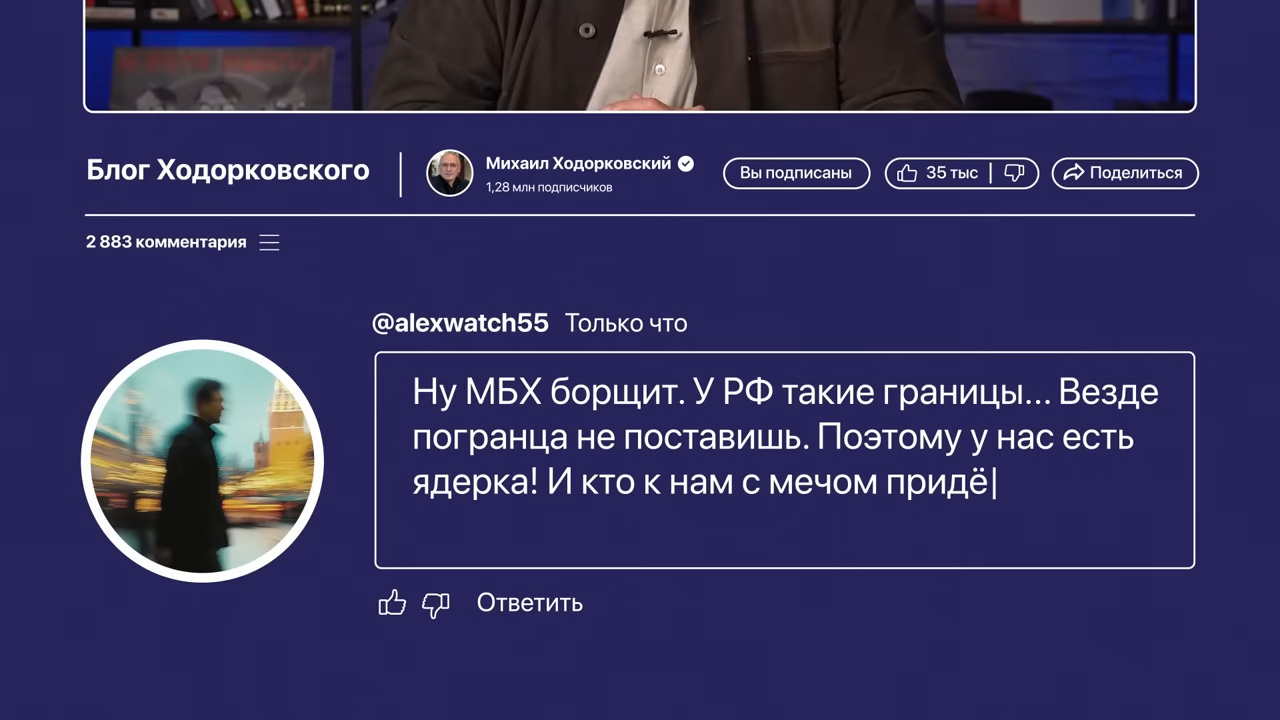 Блог Ходорковского
Михаил Ходорковский
1,28 млн подписчиков
Вы подписаны
35 тыс
Поделиться
2 883 комментария
@alexwatch55 Только что
Ну МБХ борщит. У РФ такие границы... Везде
погранца не поставишь. Поэтому у нас есть
ядерка! И кто к нам с мечом придё|
Ответить